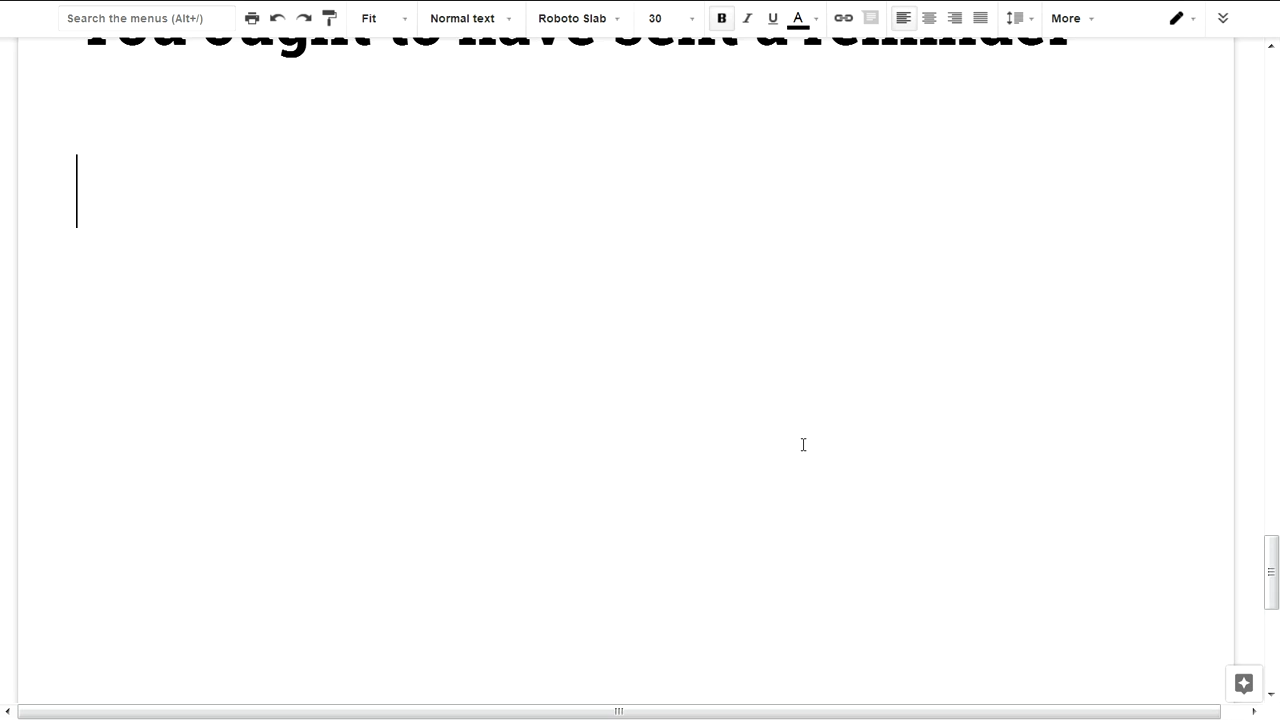 Search the menus (Alt+/) Fit Normal text Roboto Slab 30 B I U A More
You ought to have sent a reminder